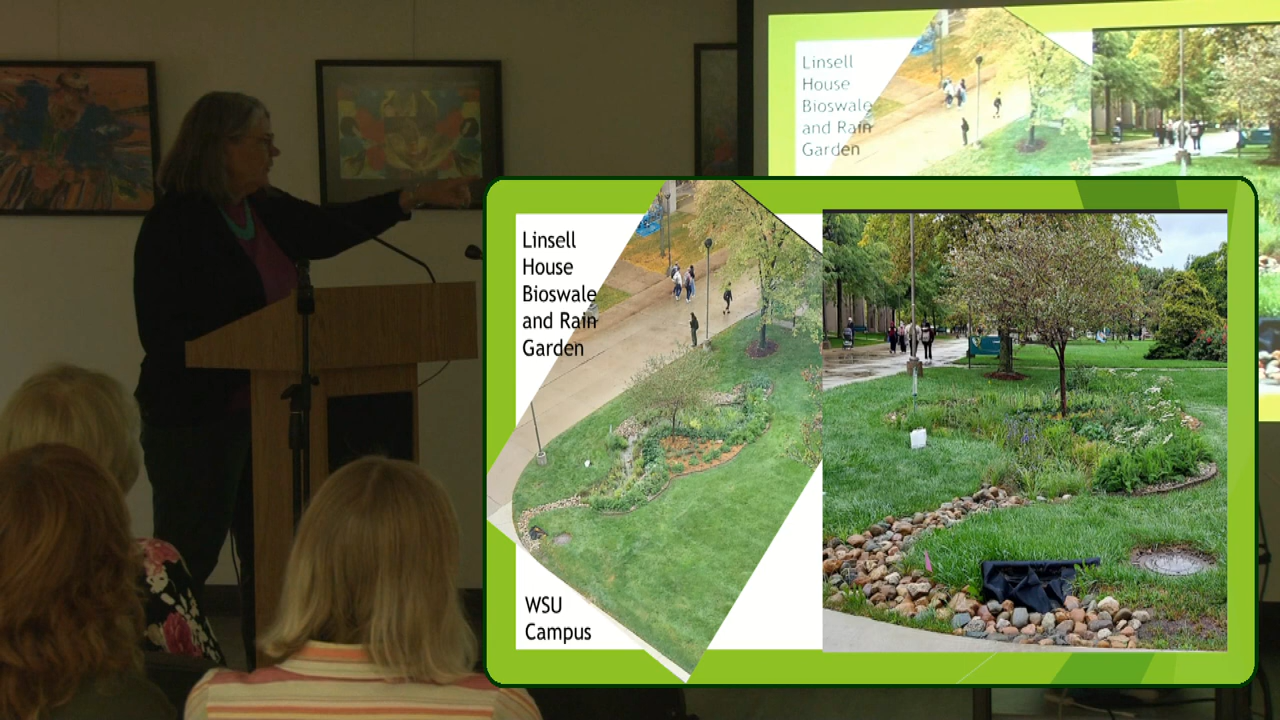 Linsell
House
Bioswale
and Rain
Garden
Linsell
House
Bioswale
and Rain
Garden
WSU
Campus